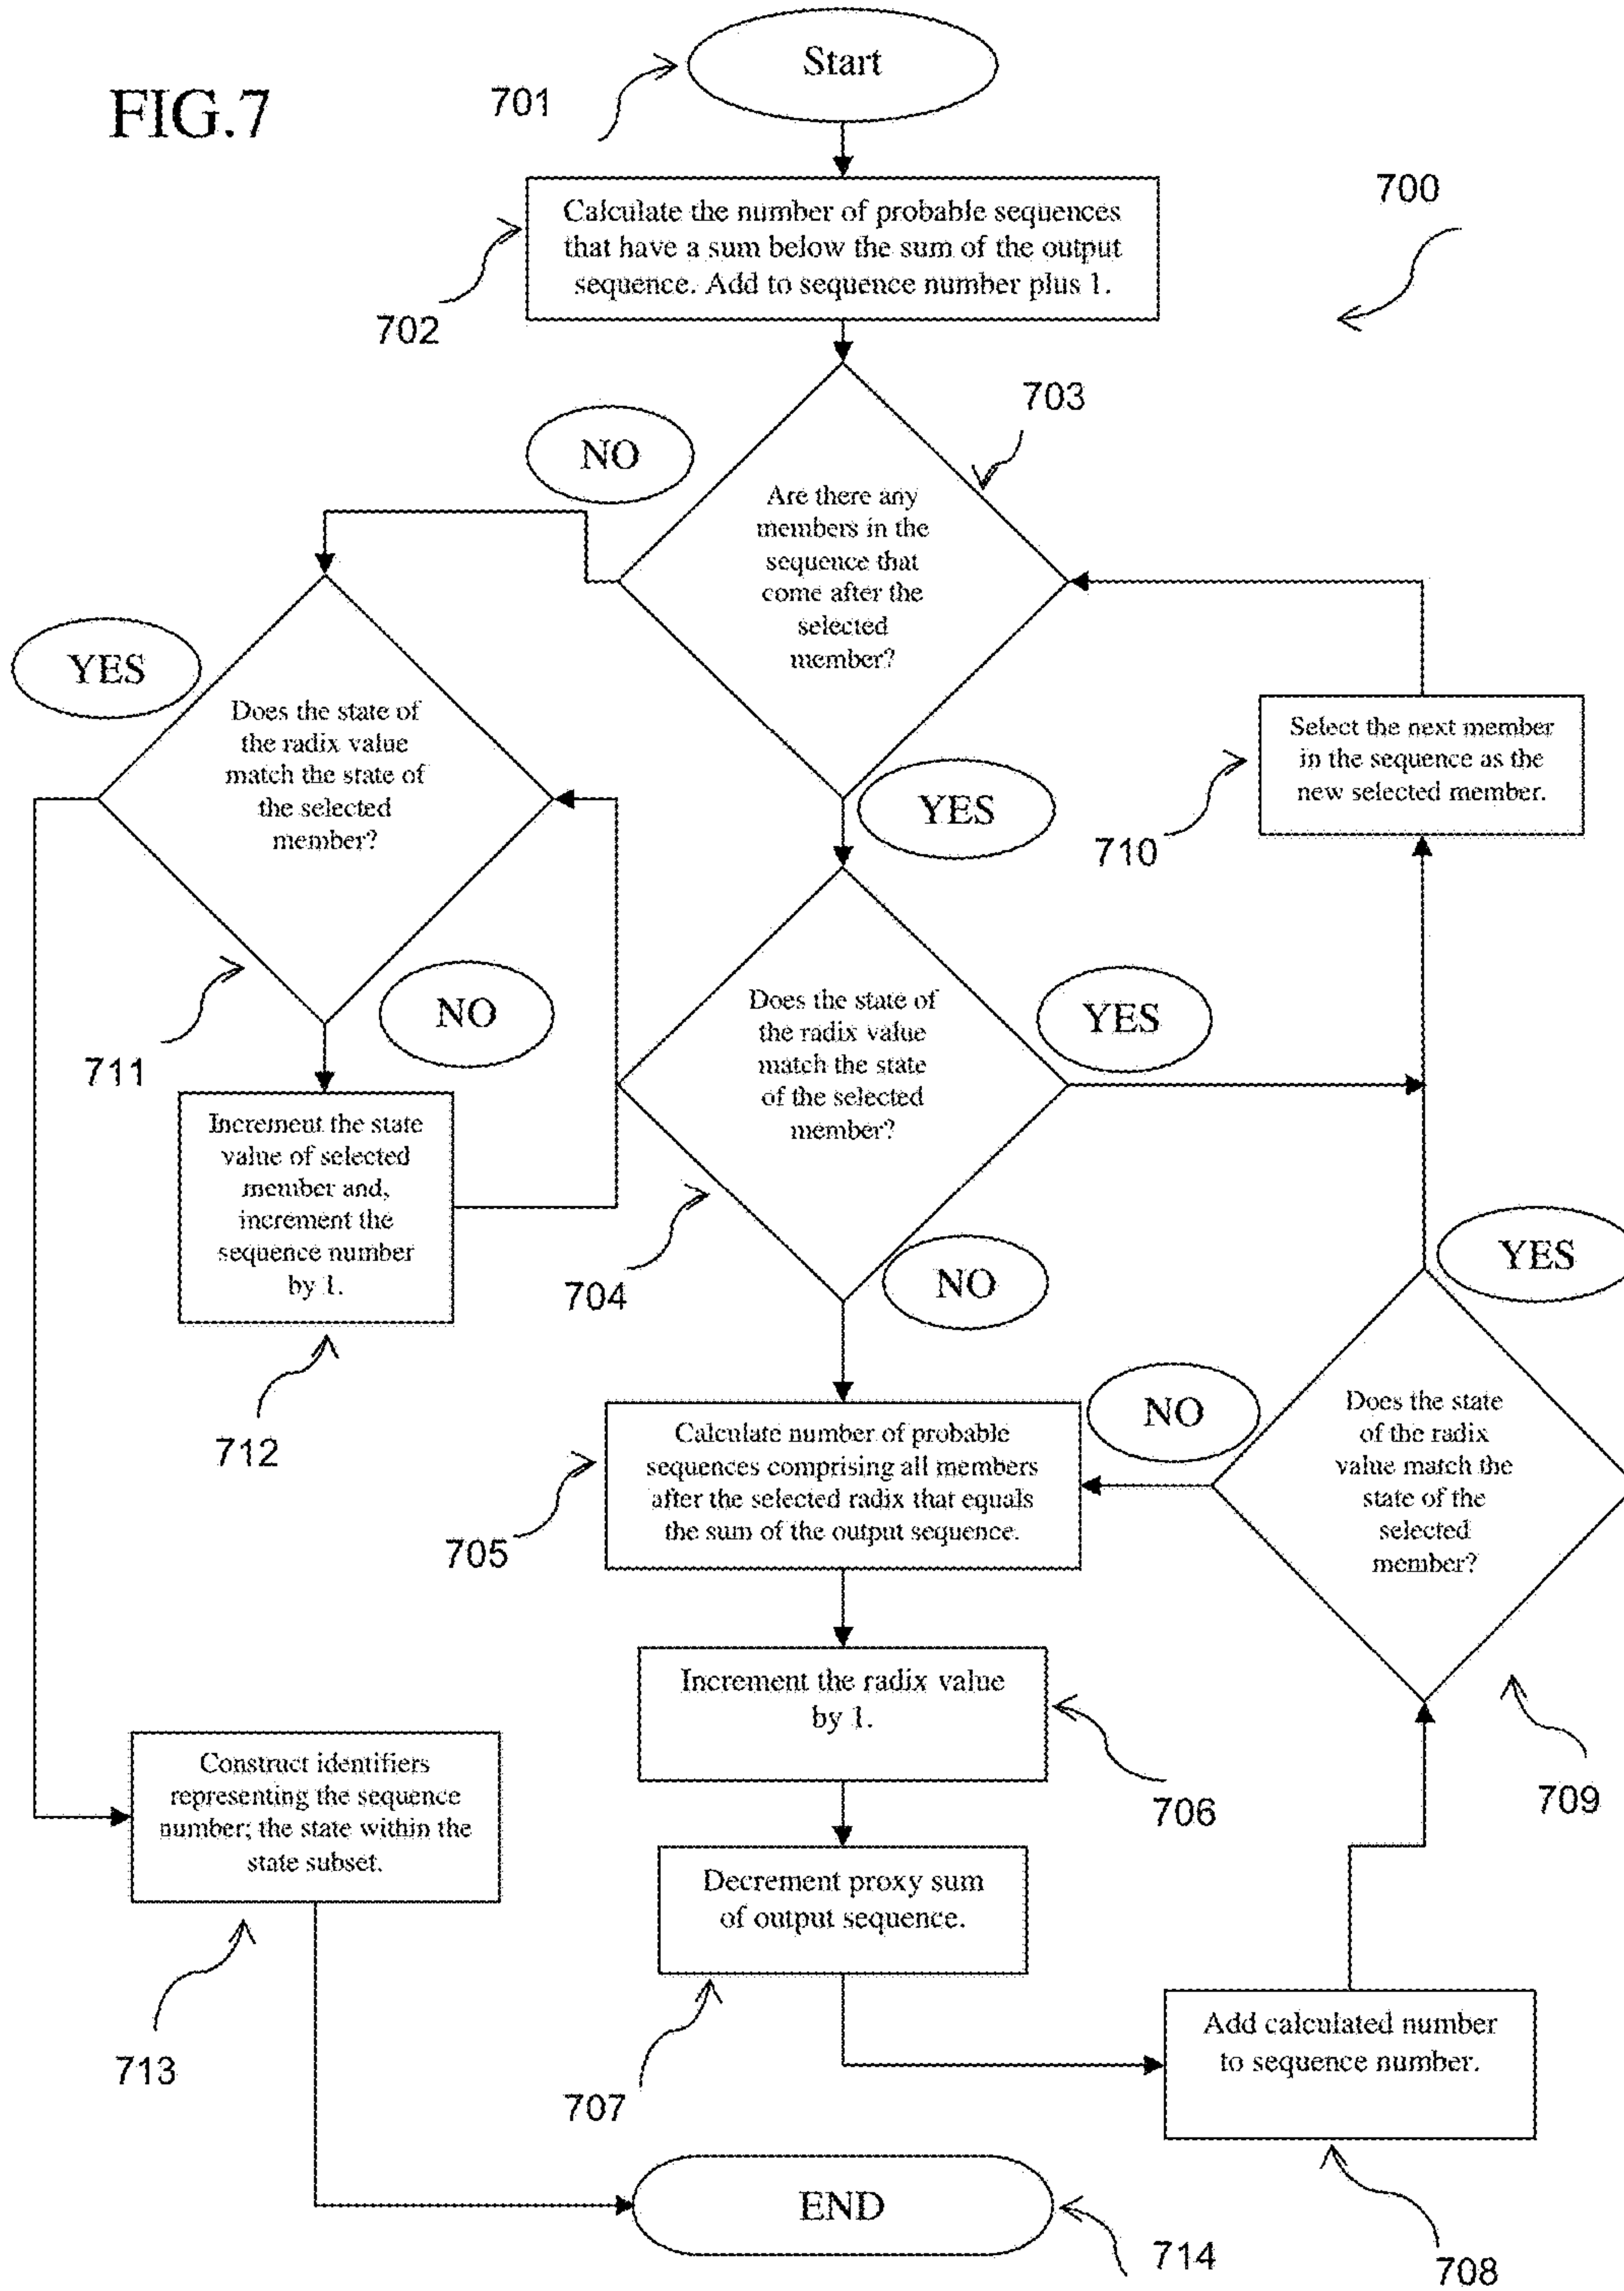 FIG.7
701
Start
700
Calculate the number of probable sequences
that have a sum below the sum of the output
sequence. Add to sequence number plus 1.
702
703
NO
Are there any
members in the
sequence that
come after the
selected
member?
YES
Does the state of
the radix value
match the state of
the selected
member?
Select the next member
in the sequence as the
new selected member.
YES
710
NO
711
Does the state of
the radix value
match the state
of the selected
member?
YES
Increment the state
value of selected
member and,
increment the
sequence number
by 1.
712
704
NO
YES
NO
Does the state
of the radix
value match the
state of the
selected
member?
Calculate number of probable
sequences comprising all members
after the selected radix that equals
the sum of the output sequence.
705
Increment the radix value
by 1.
706
709
Construct identifiers
representing the sequence
number; the state within the
state subset.
713
Decrement proxy sum
of output sequence.
707
Add calculated number
to sequence number.
708
END
714